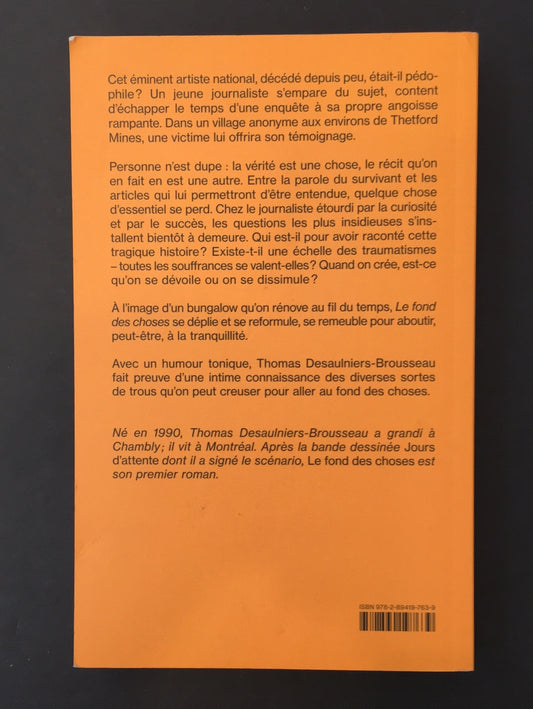 Cet éminent artiste national, décédé depuis peu, était-il pédo-
phile ? Un jeune journaliste s'empare du sujet, content
d'échapper le temps d'une enquête à sa propre angoisse
rampante. Dans un village anonyme aux environs de Thetford
Mines, une victime lui offrira son témoignage.
Personne n'est dupe : la vérité est une chose, le récit qu'on
en fait en est une autre. Entre la parole du survivant et les
articles qui lui permettront d'être entendue, quelque chose
d'essentiel se perd. Chez le journaliste étourdi par la curiosité
et par le succès, les questions les plus insidieuses s'ins-
tallent bientôt à demeure. Qui est-il pour avoir raconté cette
tragique histoire ? Existe-t-il une échelle des traumatismes
– toutes les souffrances se valent-elles ? Quand on crée, est-ce
qu'on se dévoile ou on se dissimule ?
À l'image d'un bungalow qu'on rénove au fil du temps, Le fond
des choses se déplie et se reformule, se remeuble pour aboutir,
peut-être, à la tranquillité.
Avec un humour tonique, Thomas Desaulniers-Brousseau
fait preuve d'une intime connaissance des diverses sortes
de trous qu'on peut creuser pour aller au fond des choses.
Né en 1990, Thomas Desaulniers-Brousseau a grandi à
Chambly ; il vit à Montréal. Après la bande dessinée Jours
d'attente dont il a signé le scénario, Le fond des choses est
son premier roman.
ISBN 978-2-89419-763-9